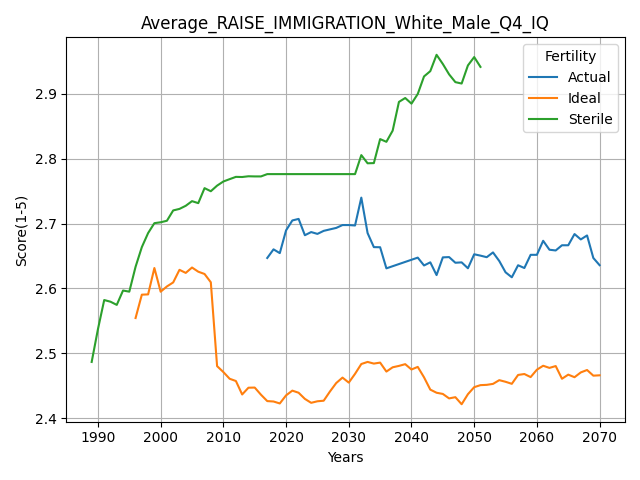 Average_RAISE_IMMIGRATION_White_Male_Q4_IQ
Fertility
Actual
Ideal
Sterile
Score(1-5)
2.9
2.8
2.7
2.6
2.5
2.4
1990 2000 2010 2020 2030 2040 2050 2060 2070
Years